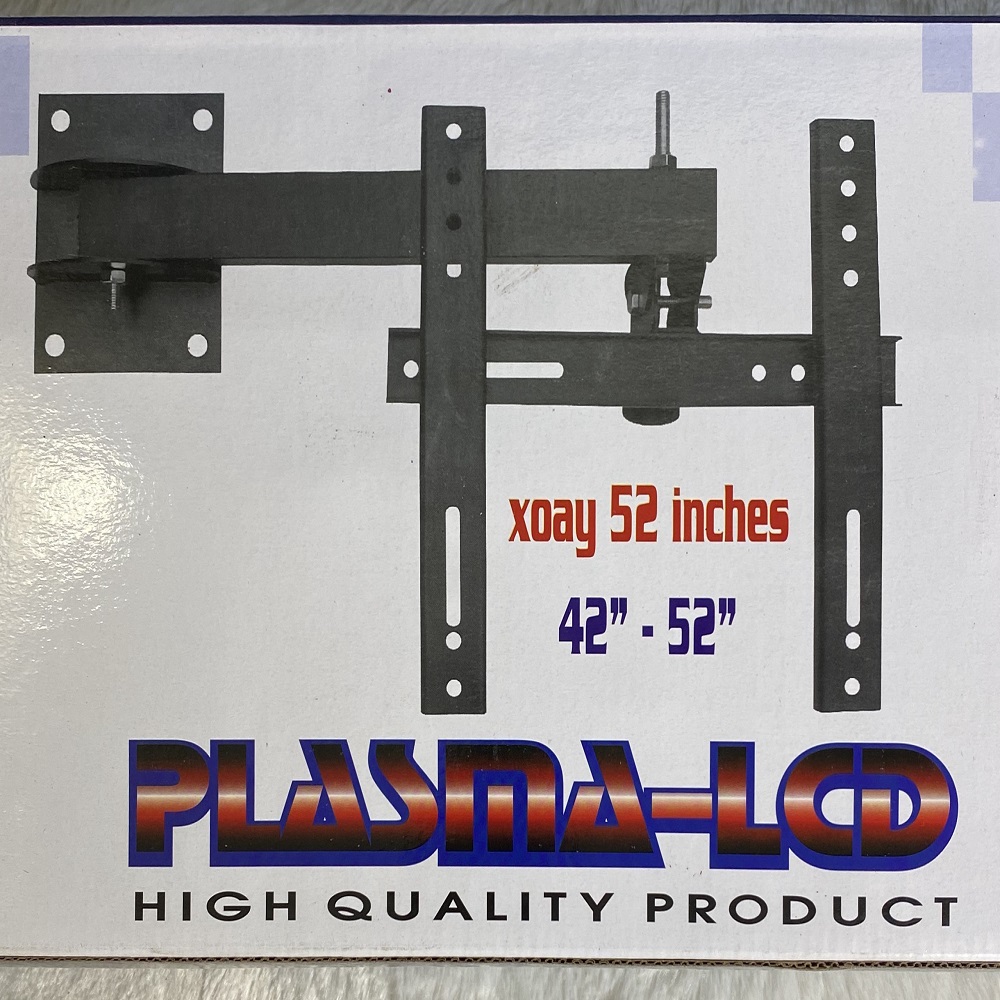 xoay 52 inches
42” - 52”
PLASMA-LCD
HIGH QUALITY PRODUCT